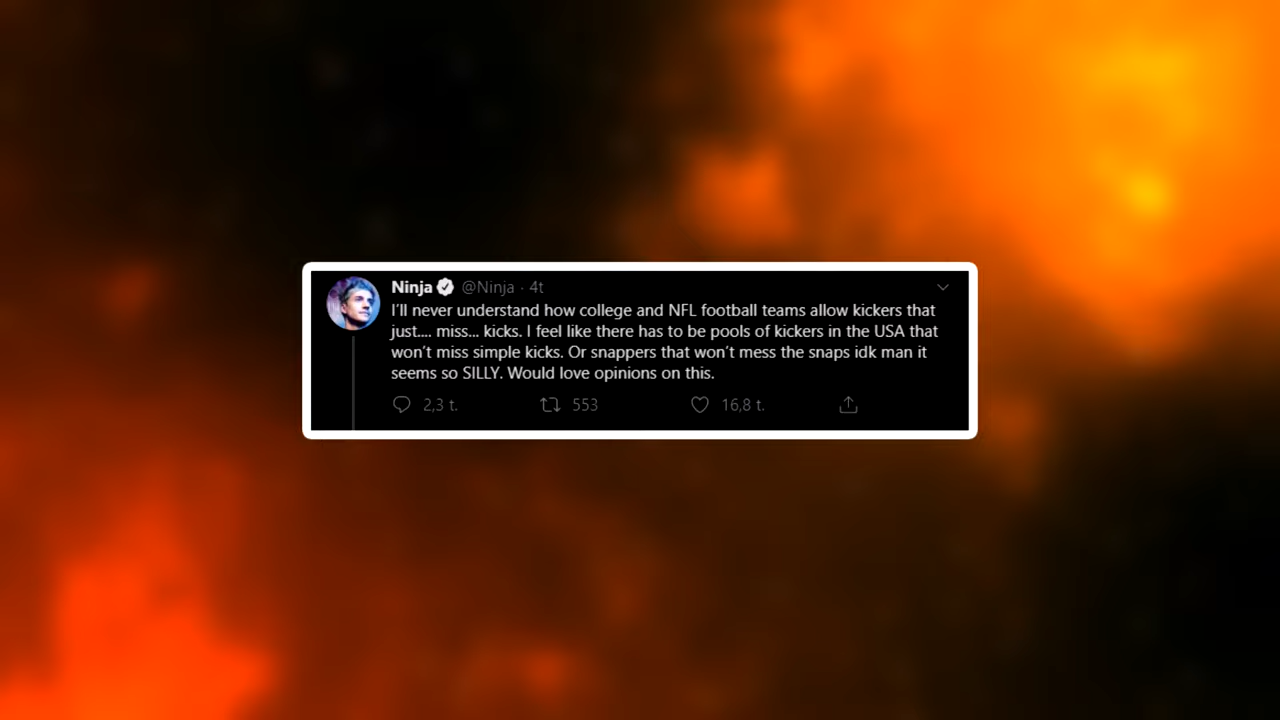 Ninja @Ninja · 4t
I'll never understand how college and NFL football teams allow kickers that
just.... miss... kicks. I feel like there has to be pools of kickers in the USA that
won't miss simple kicks. Or snappers that won't mess the snaps idk man it
seems so SILLY. Would love opinions on this.
2,3 t. 553 16,8 t.